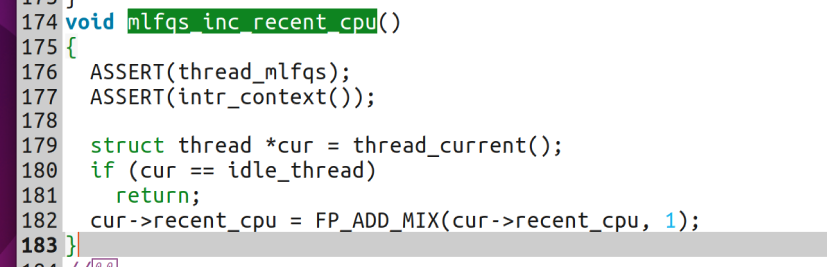 174 void mlfqs_inc_recent_cpu()
175 {
176   ASSERT(thread_mlfqs);
177   ASSERT(intr_context());
178
179   struct thread *cur = thread_current();
180   if (cur == idle_thread)
181     return;
182   cur->recent_cpu = FP_ADD_MIX(cur->recent_cpu, 1);
183 }